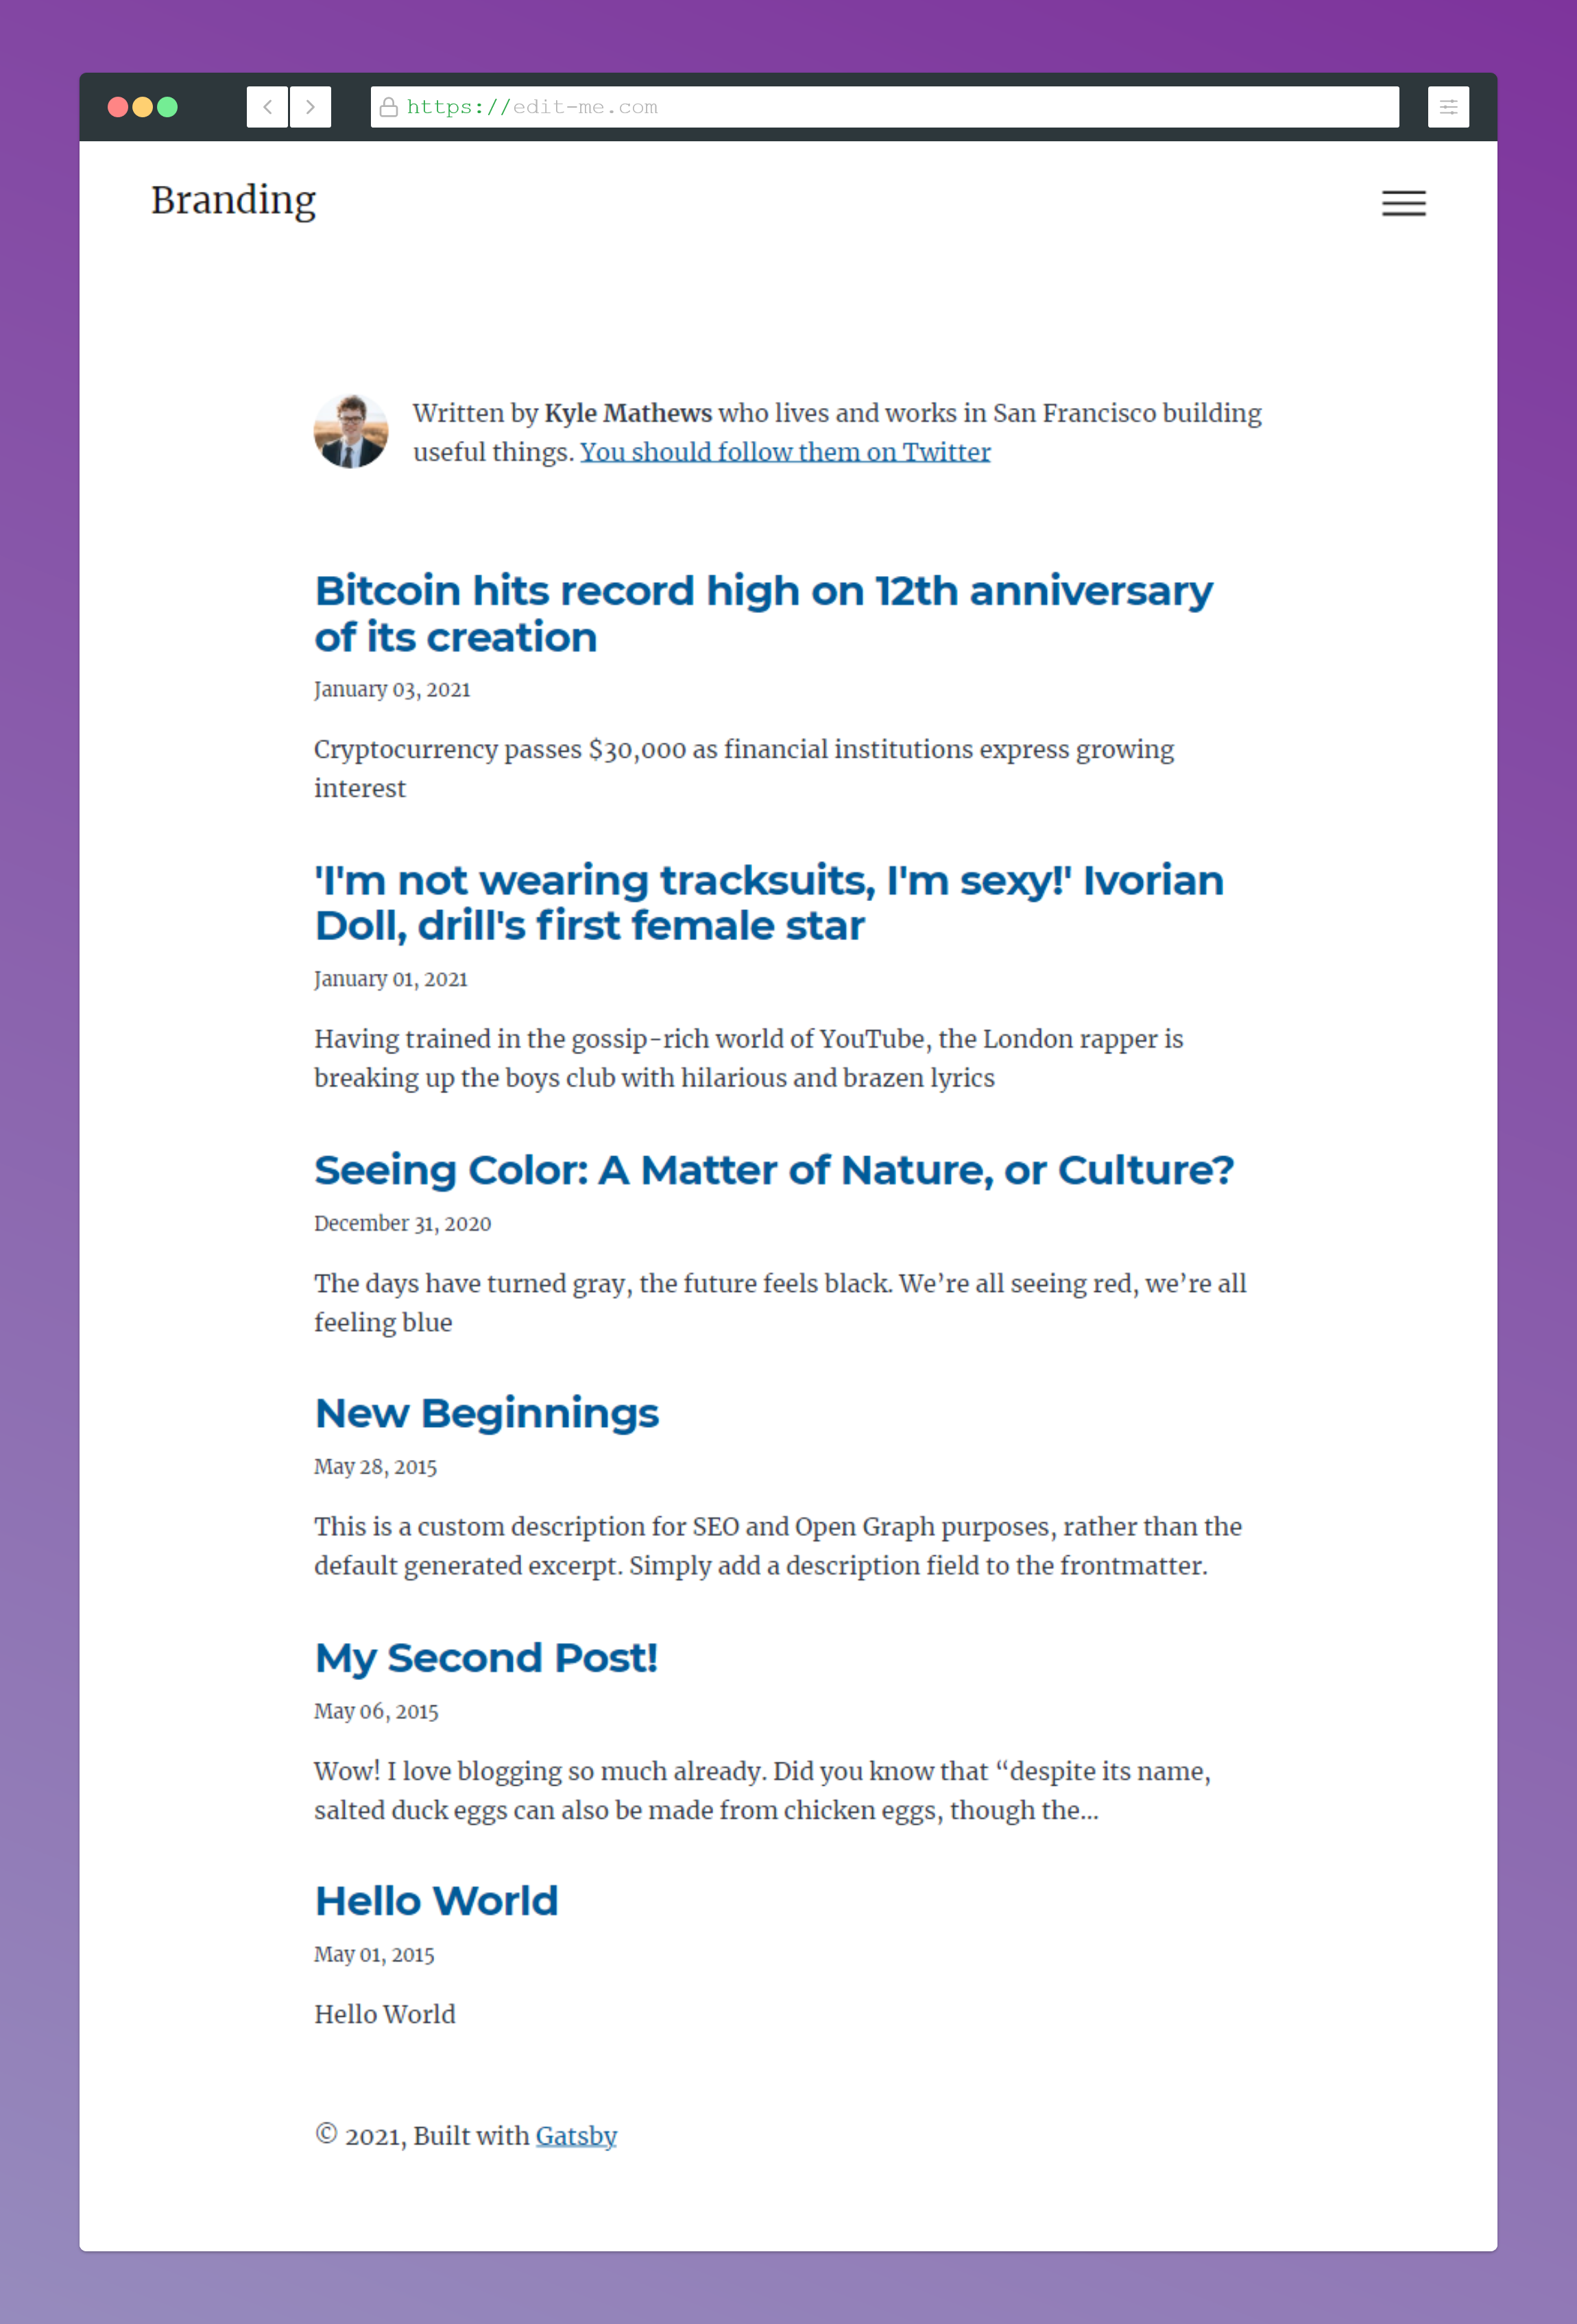 https://edit-me.com
Branding
Written by Kyle Mathews who lives and works in San Francisco building
useful things. You should follow them on Twitter
Bitcoin hits record high on 12th anniversary
of its creation
January 03, 2021
Cryptocurrency passes $30,000 as financial institutions express growing
interest
'I'm not wearing tracksuits, I'm sexy!' Ivorian
Doll, drill's first female star
January 01, 2021
Having trained in the gossip-rich world of YouTube, the London rapper is
breaking up the boys club with hilarious and brazen lyrics
Seeing Color: A Matter of Nature, or Culture?
December 31, 2020
The days have turned gray, the future feels black. We’re all seeing red, we’re all
feeling blue
New Beginnings
May 28, 2015
This is a custom description for SEO and Open Graph purposes, rather than the
default generated excerpt. Simply add a description field to the frontmatter.
My Second Post!
May 06, 2015
Wow! I love blogging so much already. Did you know that “despite its name,
salted duck eggs can also be made from chicken eggs, though the…
Hello World
May 01, 2015
Hello World
© 2021, Built with Gatsby